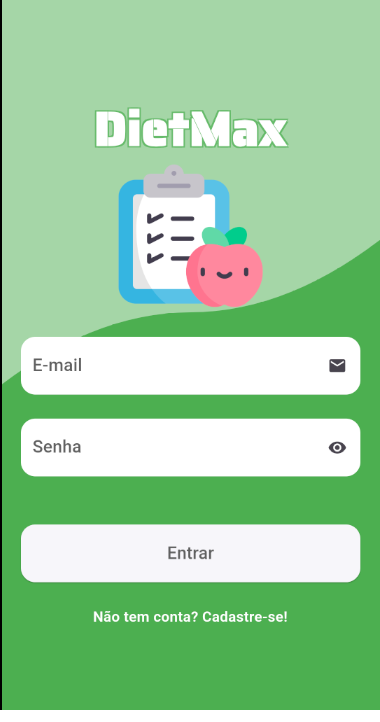 DietMax
E-mail
Senha
Entrar
Não tem conta? Cadastre-se!